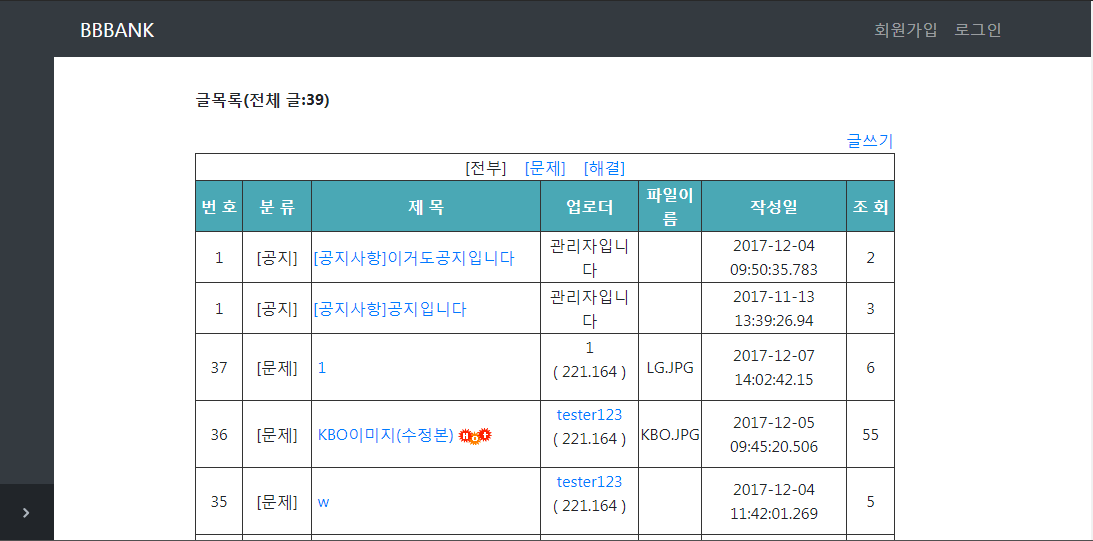 BBBANK 회원가입 로그인
글목록(전체 글:39)
글쓰기
[전부] [문제] [해결]
번 호 분 류 제 목 업로더 파일이름 작성일 조 회
1 [공지] [공지사항]이거도공지입니다 관리자입니다 2017-12-04 09:50:35.783 2
1 [공지] [공지사항]공지입니다 관리자입니다 2017-11-13 13:39:26.94 3
37 [문제] 1 1 ( 221.164 ) LG.JPG 2017-12-07 14:02:42.15 6
36 [문제] KBO이미지(수정본) HOt tester123 ( 221.164 ) KBO.JPG 2017-12-05 09:45:20.506 55
35 [문제] w tester123 ( 221.164 ) 2017-12-04 11:42:01.269 5